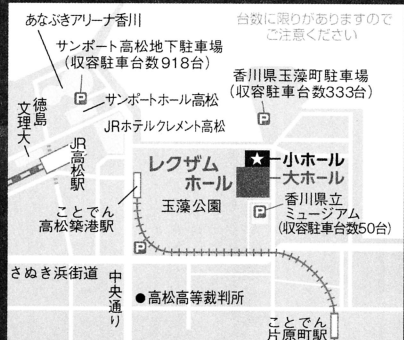 あなぶきアリーナ香川
台数に限りがありますので
ご注意ください
サンポート高松地下駐車場
(収容駐車台数918台)
香川県玉藻町駐車場
(収容駐車台数333台)
P
P
徳島
文理大
サンポートホール高松
JRホテルクレメント高松
JR
高松駅
レクザム
ホール
小ホール
大ホール
玉藻公園
P
香川県立
ミュージアム
(収容駐車台数50台)
ことでん
高松築港駅
P
さぬき浜街道
中央通り
●高松高等裁判所
ことでん
片原町駅